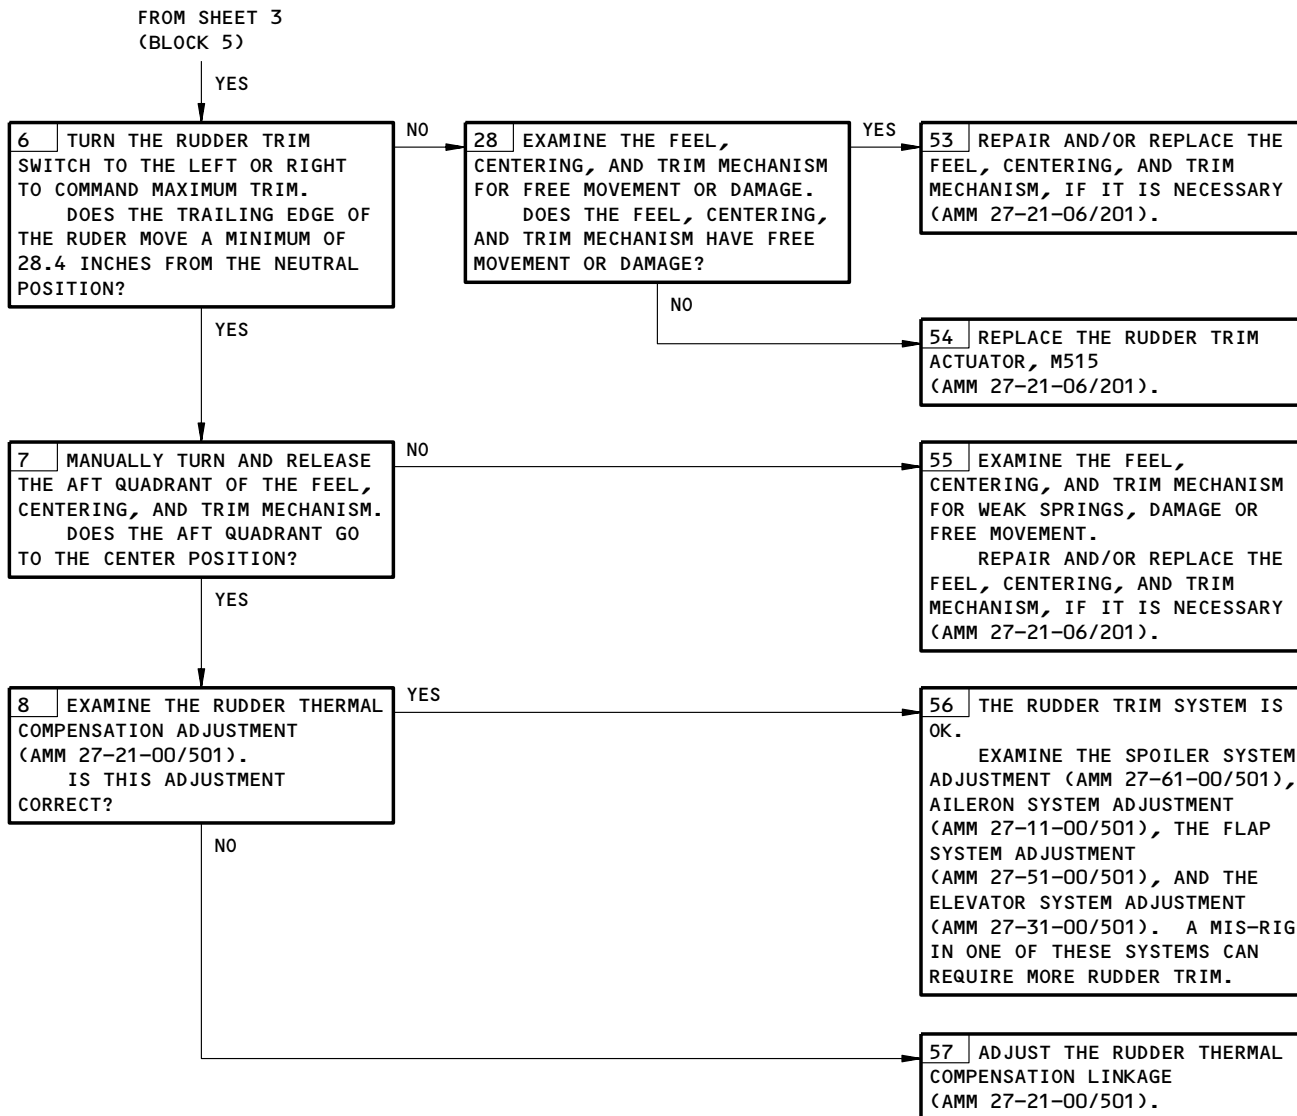 FROM SHEET 3
(BLOCK 5)
YES
6 TURN THE RUDDER TRIM
SWITCH TO THE LEFT OR RIGHT
TO COMMAND MAXIMUM TRIM.
DOES THE TRAILING EDGE OF
THE RUDER MOVE A MINIMUM OF
28.4 INCHES FROM THE NEUTRAL
POSITION?
NO
28 EXAMINE THE FEEL,
CENTERING, AND TRIM MECHANISM
FOR FREE MOVEMENT OR DAMAGE.
DOES THE FEEL, CENTERING,
AND TRIM MECHANISM HAVE FREE
MOVEMENT OR DAMAGE?
YES
53 REPAIR AND/OR REPLACE THE
FEEL, CENTERING, AND TRIM
MECHANISM, IF IT IS NECESSARY
(AMM 27-21-06/201).
NO
54 REPLACE THE RUDDER TRIM
ACTUATOR, M515
(AMM 27-21-06/201).
YES
7 MANUALLY TURN AND RELEASE
THE AFT QUADRANT OF THE FEEL,
CENTERING, AND TRIM MECHANISM.
DOES THE AFT QUADRANT GO
TO THE CENTER POSITION?
NO
55 EXAMINE THE FEEL,
CENTERING, AND TRIM MECHANISM
FOR WEAK SPRINGS, DAMAGE OR
FREE MOVEMENT.
REPAIR AND/OR REPLACE THE
FEEL, CENTERING, AND TRIM
MECHANISM, IF IT IS NECESSARY
(AMM 27-21-06/201).
YES
8 EXAMINE THE RUDDER THERMAL
COMPENSATION ADJUSTMENT
(AMM 27-21-00/501).
IS THIS ADJUSTMENT
CORRECT?
YES
56 THE RUDDER TRIM SYSTEM IS
OK.
EXAMINE THE SPOILER SYSTEM
ADJUSTMENT (AMM 27-61-00/501),
AILERON SYSTEM ADJUSTMENT
(AMM 27-11-00/501), THE FLAP
SYSTEM ADJUSTMENT
(AMM 27-51-00/501), AND THE
ELEVATOR SYSTEM ADJUSTMENT
(AMM 27-31-00/501). A MIS-RIG
IN ONE OF THESE SYSTEMS CAN
REQUIRE MORE RUDDER TRIM.
NO
57 ADJUST THE RUDDER THERMAL
COMPENSATION LINKAGE
(AMM 27-21-00/501).